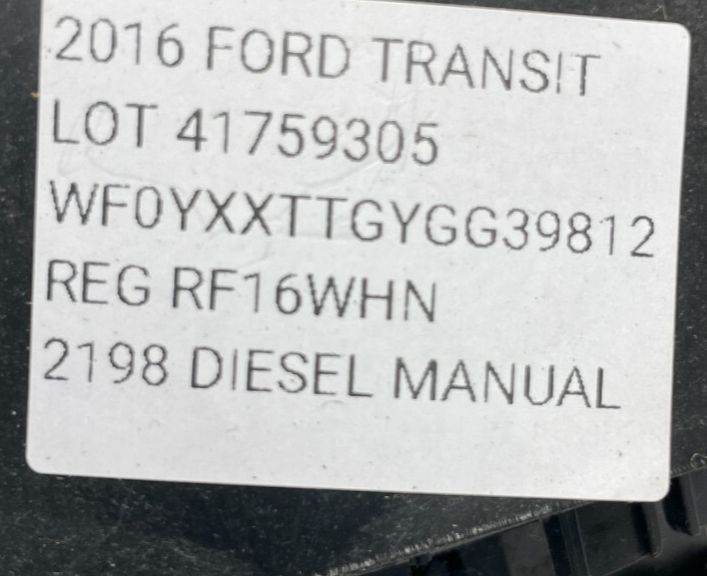 2016 FORD TRANSIT
LOT 41759305
WF0YXXTTGYGG39812
REG RF16WHN
2198 DIESEL MANUAL